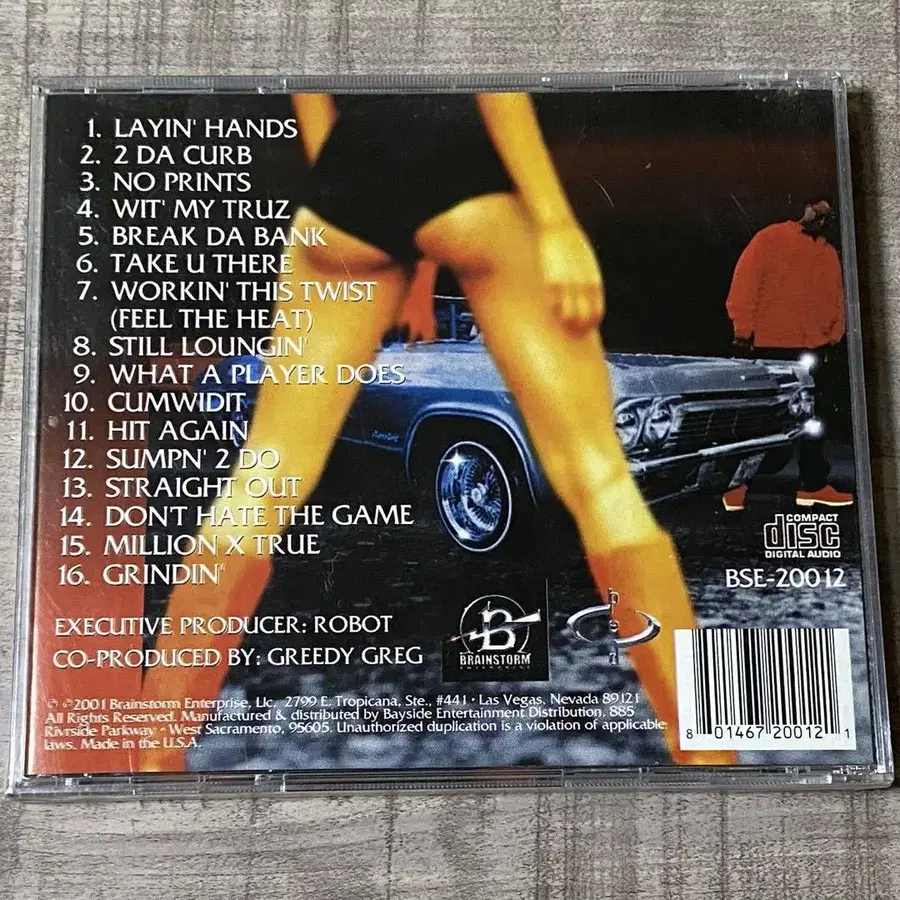 1. LAYIN' HANDS
2. 2 DA CURB
3. NO PRINTS
4. WIT' MY TRUZ
5. BREAK DA BANK
6. TAKE U THERE
7. WORKIN' THIS TWIST
(FEEL THE HEAT)
8. STILL LOUNGIN'
9. WHAT A PLAYER DOES
10. CUMWIDIT
11. HIT AGAIN
12. SUMPN' 2 DO
13. STRAIGHT OUT
14. DON'T HATE THE GAME
15. MILLION X TRUE
16. GRINDIN'
COMPACT
disc
DIGITAL AUDIO
BSE-20012
EXECUTIVE PRODUCER: ROBOT
CO-PRODUCED BY: GREEDY GREG
B
BRAINSTORM
ENTERPRISE
© ℗2001 Brainstorm Enterprise, Llc. 2799 E. Tropicana, Ste., #441 • Las Vegas, Nevada 89121
All Rights Reserved. Manufactured & distributed by Bayside Entertainment Distribution, 885
Rivrside Parkway • West Sacramento, 95605. Unauthorized duplication is a violation of applicable
laws. Made in the U.S.A.
8 01467 20012 1